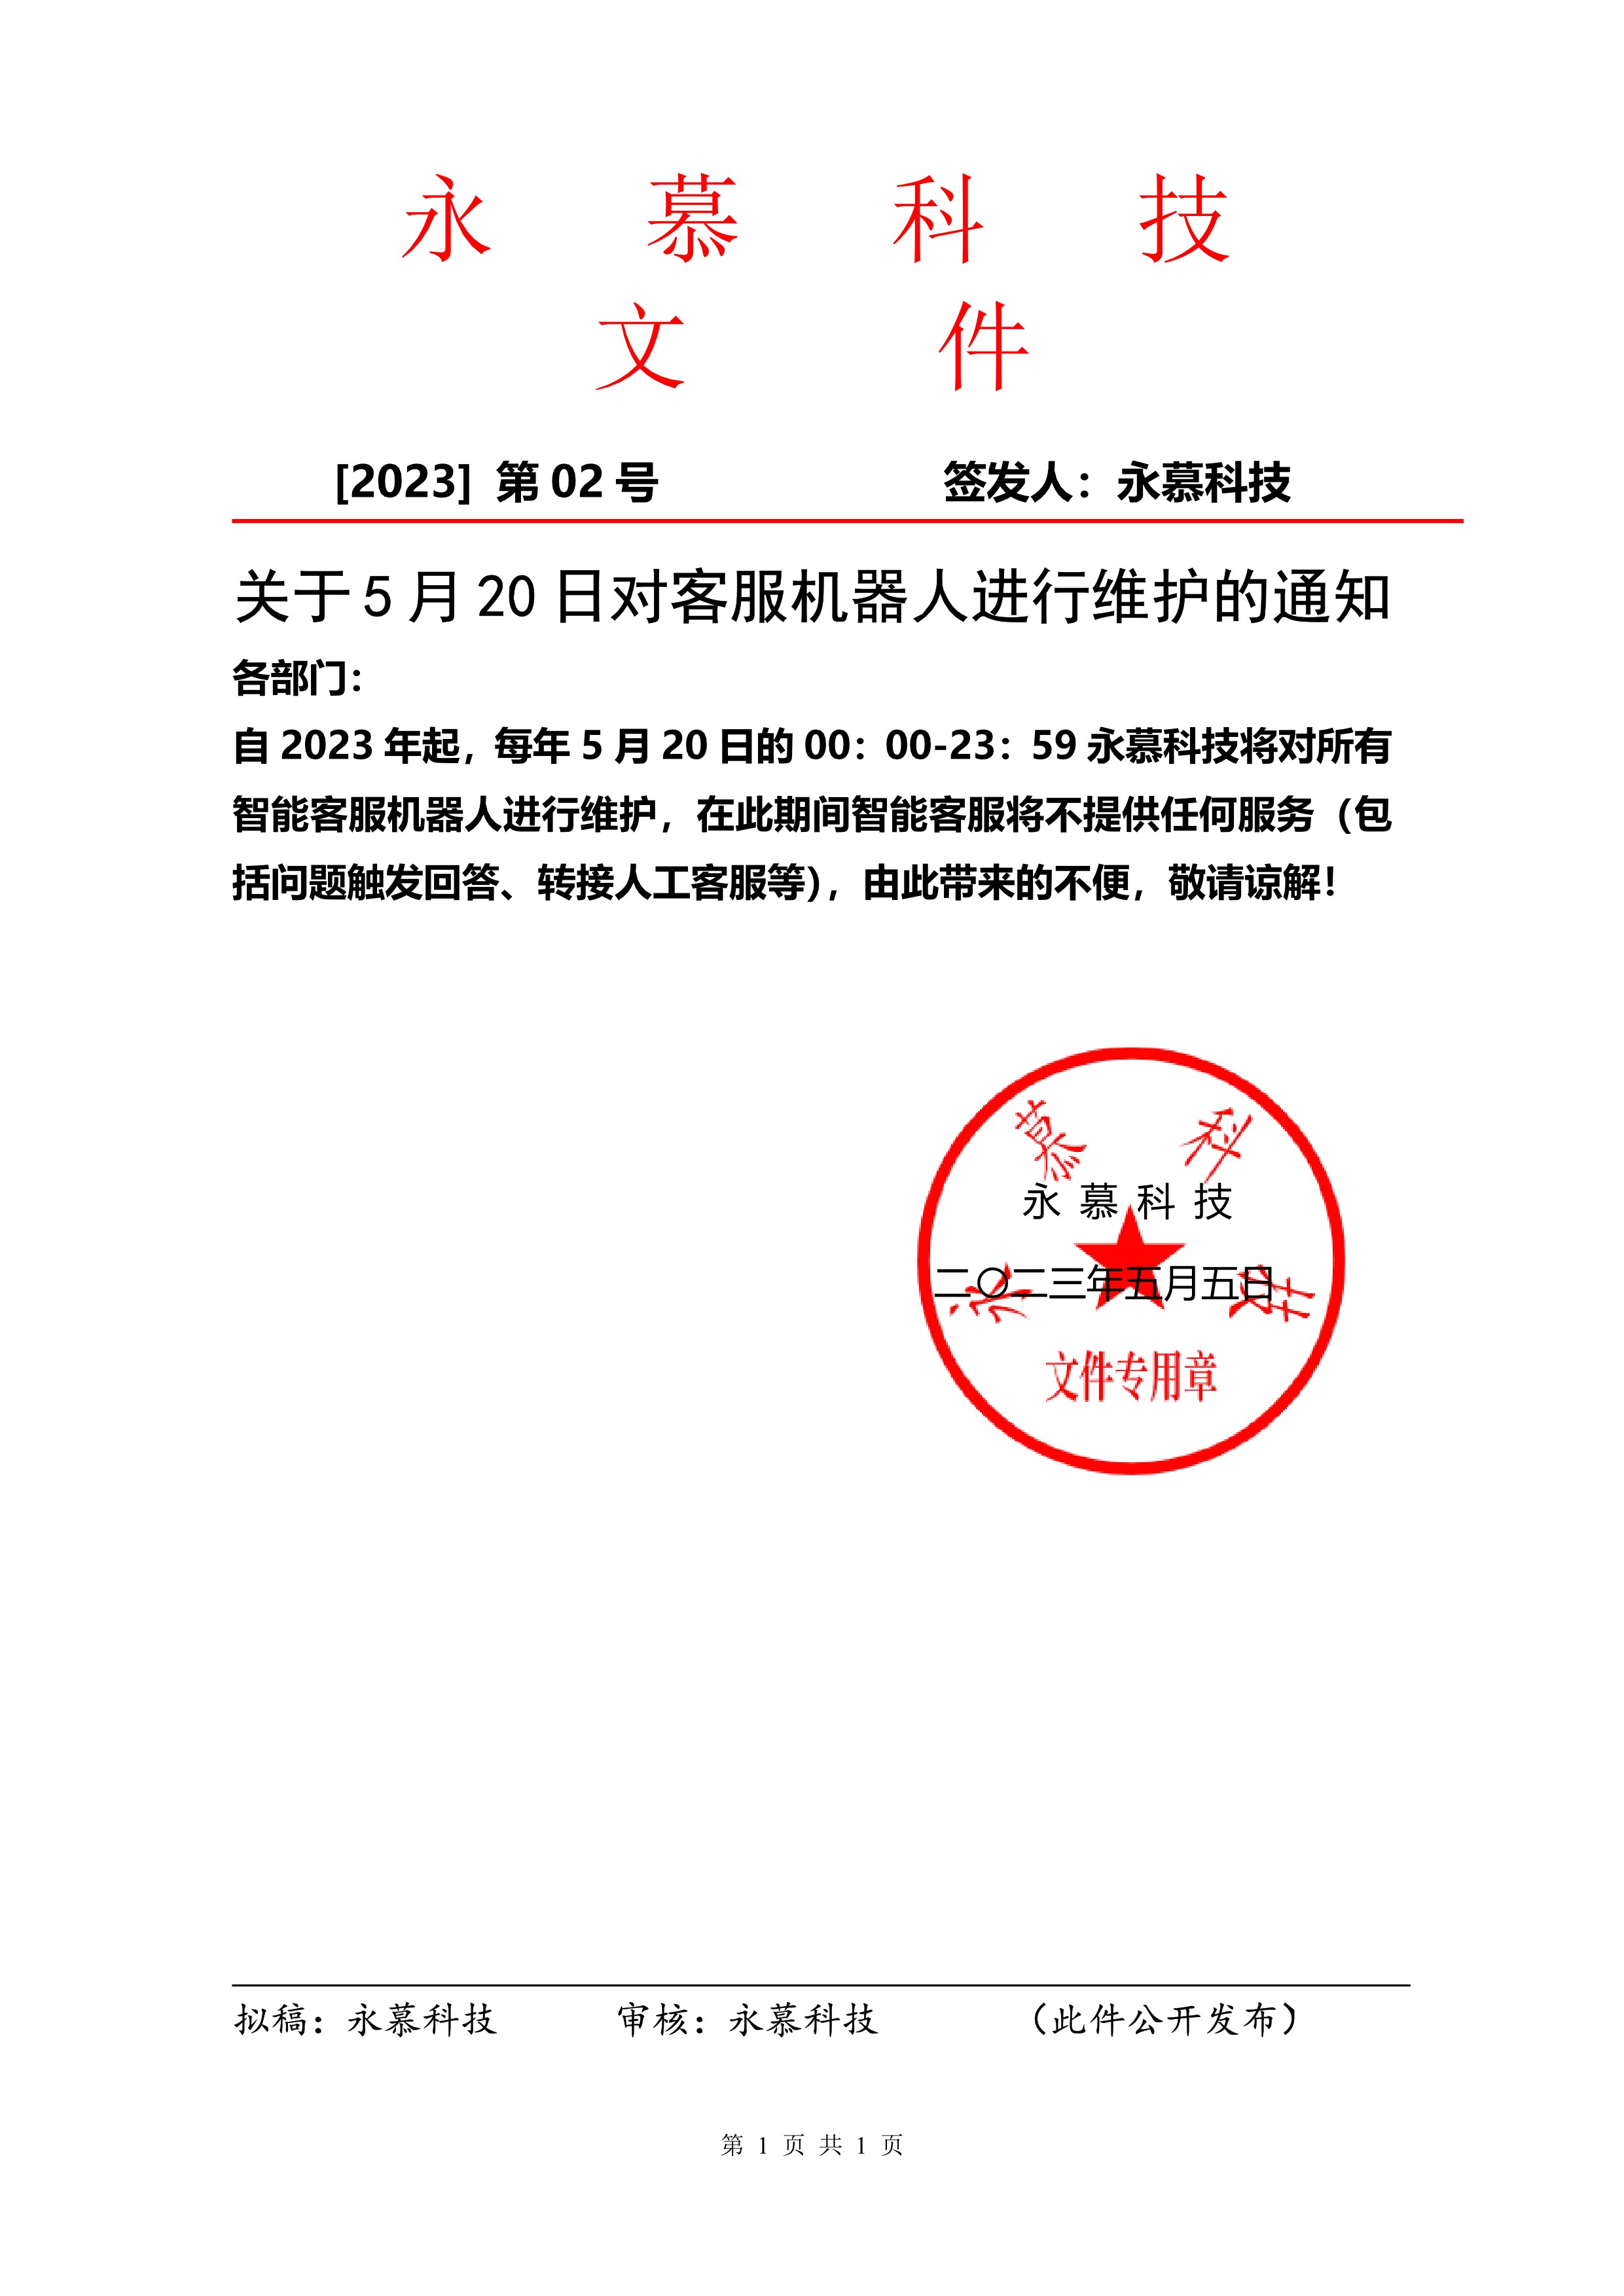 永慕科技
文件
[2023] 第 02 号 签发人：永慕科技
关于 5 月 20 日对客服机器人进行维护的通知
各部门：
自 2023 年起，每年 5 月 20 日的 00：00-23：59 永慕科技将对所有
智能客服机器人进行维护，在此期间智能客服将不提供任何服务（包
括问题触发回答、转接人工客服等），由此带来的不便，敬请谅解！
永慕科技
永慕科技
二〇二三年五月五日
文件专用章
拟稿：永慕科技 审核：永慕科技 （此件公开发布）
第 1 页 共 1 页